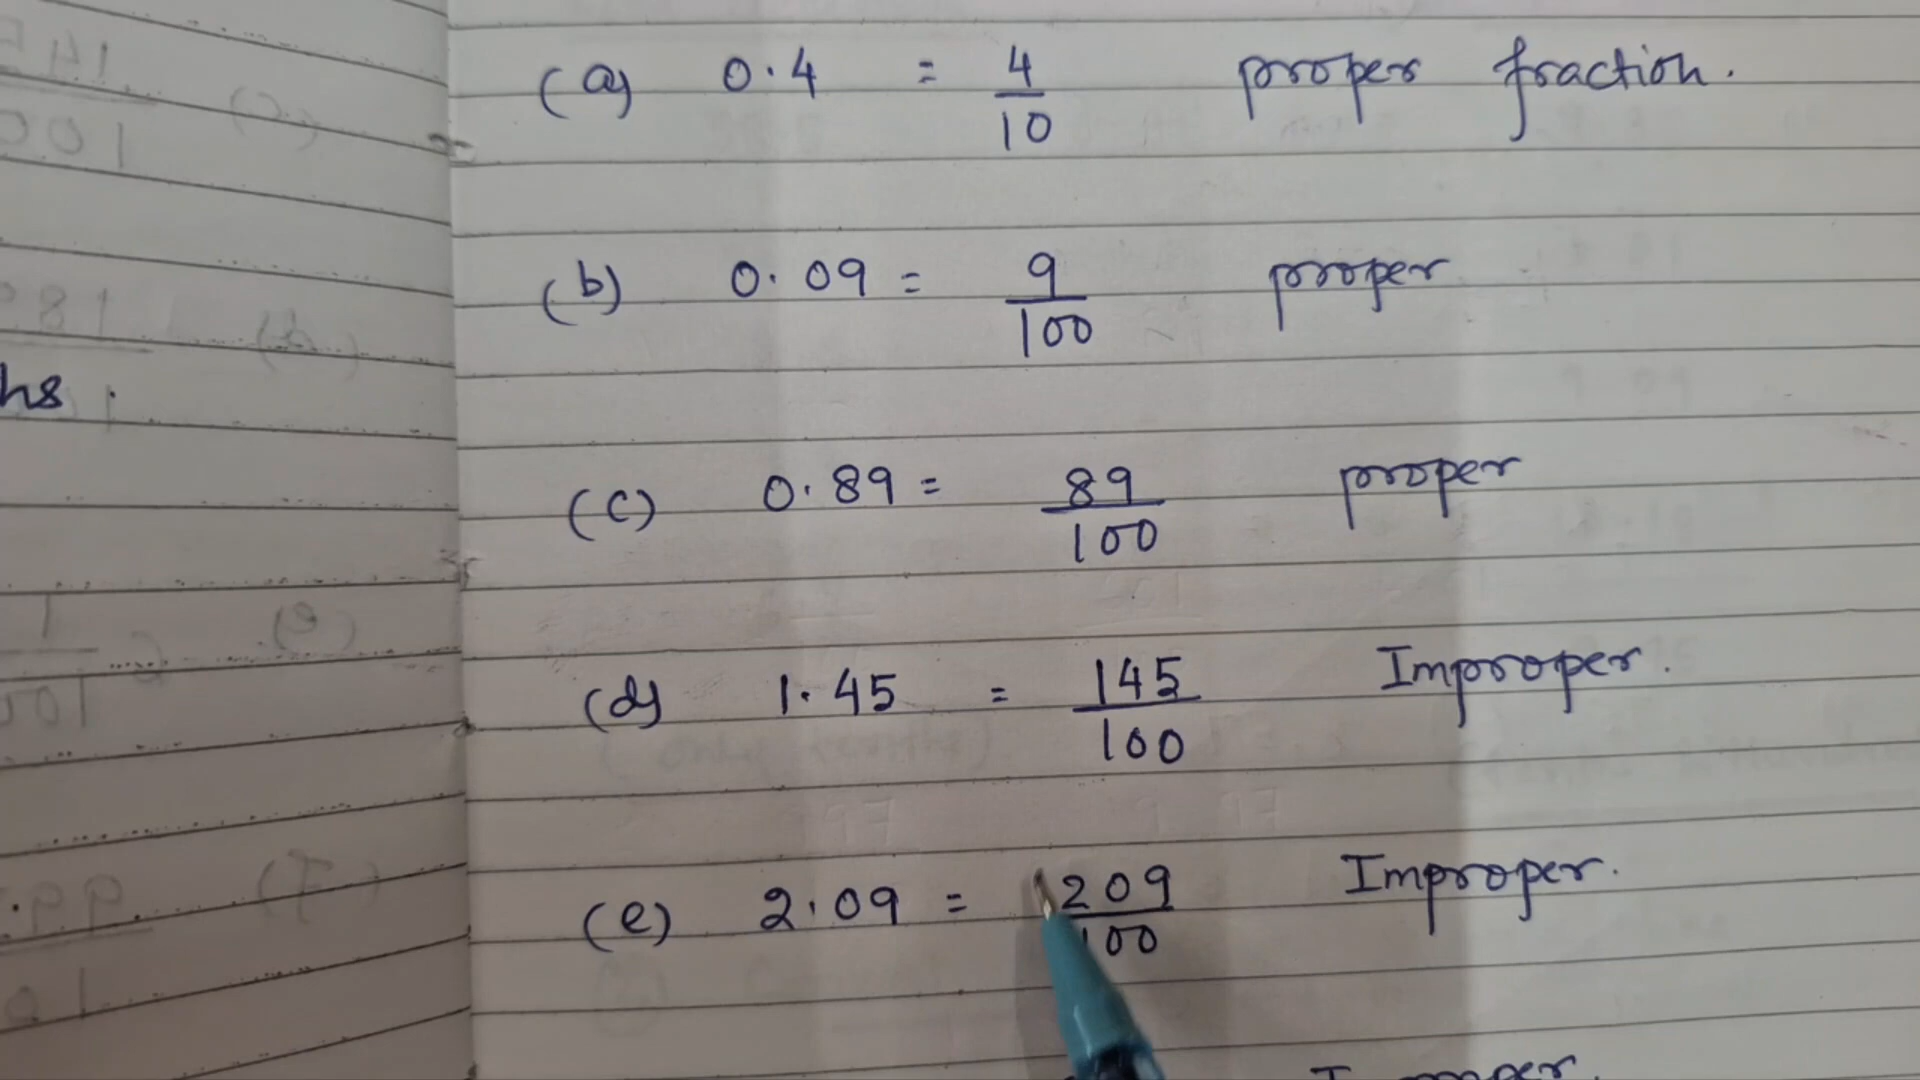 (a) 0.4 = 4/10 proper fraction.
(b) 0.09 = 9/100 proper
hs.
(c) 0.89 = 89/100 proper
(d) 1.45 = 145/100 Improper.
(e) 2.09 = 209/100 Improper.